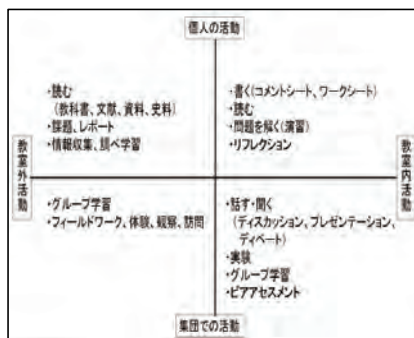 個人の活動
・読む
(教科書、文献、資料、史料)
・課題、レポート
・情報収集、調べ学習
・書く(コメントシート、ワークシート)
・読む
・問題を解く(演習)
・リフレクション
教室外活動
教室内活動
・グループ学習
・フィールドワーク、体験、観察、訪問
・話す・聞く
(ディスカッション、プレゼンテーション、
ディベート)
・実験
・グループ学習
・ピアアセスメント
集団での活動